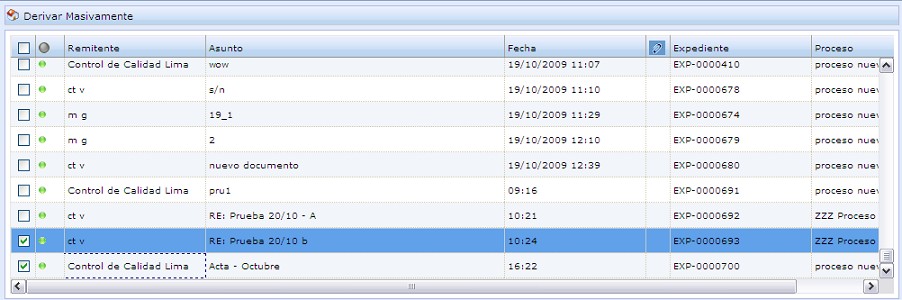 Derivar Masivamente
Remitente Asunto Fecha Expediente Proceso
Control de Calidad Lima wow 19/10/2009 11:07 EXP-0000410 proceso nuev
ct v s/n 19/10/2009 11:10 EXP-0000678 proceso nuev
m g 19_1 19/10/2009 11:29 EXP-0000674 proceso nuev
m g 2 19/10/2009 12:10 EXP-0000679 proceso nuev
ct v nuevo documento 19/10/2009 12:39 EXP-0000680 proceso nuev
Control de Calidad Lima pru1 09:16 EXP-0000691 proceso nuev
ct v RE: Prueba 20/10 - A 10:21 EXP-0000692 ZZZ Proceso
ct v RE: Prueba 20/10 b 10:24 EXP-0000693 ZZZ Proceso
Control de Calidad Lima Acta - Octubre 16:22 EXP-0000700 proceso nuev